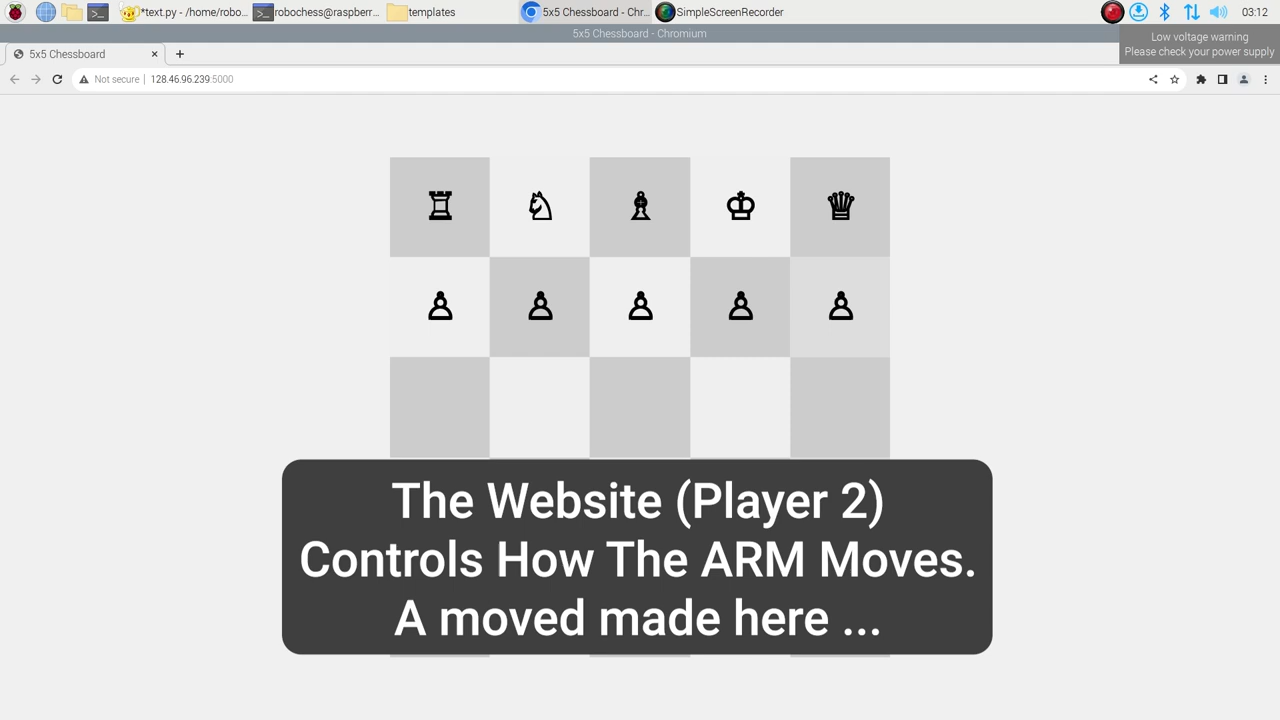 *text.py - /home/robo...
robochess@raspberr...
templates
5x5 Chessboard - Chr...
SimpleScreenRecorder
03:12
5x5 Chessboard - Chromium
Low voltage warning
Please check your power supply
5x5 Chessboard
Not secure
128.46.96.239:5000
The Website (Player 2)
Controls How The ARM Moves.
A moved made here ...